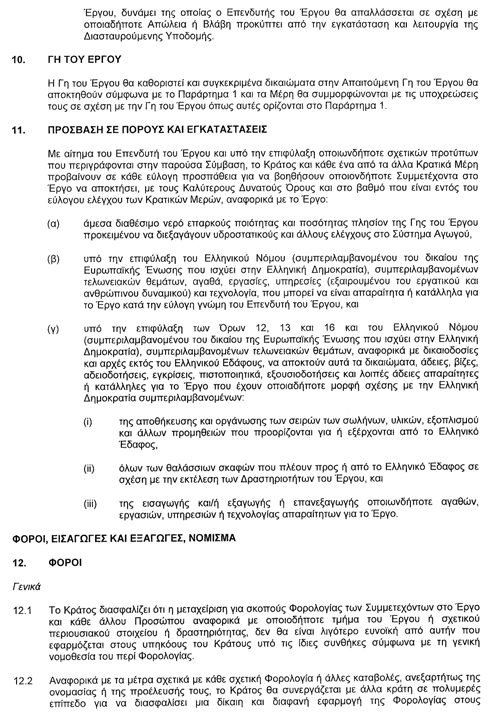 Έργου, δυνάμει της οποίας ο Επενδυτής του Έργου θα απαλλάσσεται σε σχέση με
οποιαδήποτε Απώλεια ή Βλάβη προκύπτει από την εγκατάσταση και λειτουργία της
Διασταυρούμενης Υποδομής.
10. ΓΗ ΤΟΥ ΕΡΓΟΥ
Η Γη του Έργου θα καθοριστεί και συγκεκριμένα δικαιώματα στην Απαιτούμενη Γη του Έργου θα
αποκτηθούν σύμφωνα με το Παράρτημα 1 και τα Μέρη θα συμμορφώνονται με τις υποχρεώσεις
τους σε σχέση με την Γη του Έργου όπως αυτές ορίζονται στο Παράρτημα 1.
11. ΠΡΟΣΒΑΣΗ ΣΕ ΠΟΡΟΥΣ ΚΑΙ ΕΓΚΑΤΑΣΤΑΣΕΙΣ
Με αίτημα του Επενδυτή του Έργου και υπό την επιφύλαξη οποιωνδήποτε σχετικών προτύπων
που περιγράφονται στην παρούσα Σύμβαση, το Κράτος και κάθε ένα από τα άλλα Κρατικά Μέρη
προβαίνουν σε κάθε εύλογη προσπάθεια για να βοηθήσουν οποιονδήποτε Συμμετέχοντα στο
Έργο να αποκτήσει, με τους Καλύτερους Δυνατούς Όρους και στο βαθμό που είναι εντός του
εύλογου ελέγχου των Κρατικών Μερών, αναφορικά με το Έργο:
(α) άμεσα διαθέσιμο νερό επαρκούς ποιότητας και ποσότητας πλησίον της Γης του Έργου
προκειμένου να διεξάγουν υδροστατικούς και άλλους ελέγχους στο Σύστημα Αγωγού,
(β) υπό την επιφύλαξη του Ελληνικού Νόμου (συμπεριλαμβανομένου του δικαίου της
Ευρωπαϊκής Ένωσης που ισχύει στην Ελληνική Δημοκρατία), συμπεριλαμβανομένων
τελωνειακών θεμάτων, αγαθά, εργασίες, υπηρεσίες (εξαιρουμένου του εργατικού και
ανθρώπινου δυναμικού) και τεχνολογία, που μπορεί να είναι απαραίτητα ή κατάλληλα για
το Έργο κατά την εύλογη γνώμη του Επενδυτή του Έργου, και
(γ) υπό την επιφύλαξη των Όρων 12, 13 και 16 και του Ελληνικού Νόμου
(συμπεριλαμβανομένου του δικαίου της Ευρωπαϊκής Ένωσης που ισχύει στην Ελληνική
Δημοκρατία), συμπεριλαμβανομένων τελωνειακών θεμάτων, αναφορικά με δικαιοδοσίες
και αρχές εκτός του Ελληνικού Εδάφους, να αποκτούν αυτά τα δικαιώματα, άδειες, βίζες,
αδειοδοτήσεις, εγκρίσεις, πιστοποιητικά, εξουσιοδοτήσεις και λοιπές άδειες απαραίτητες
ή κατάλληλες για το Έργο που έχουν οποιαδήποτε μορφή σχέσης με την Ελληνική
Δημοκρατία συμπεριλαμβανομένων:
(i) της αποθήκευσης και οργάνωσης των σειρών των σωλήνων, υλικών, εξοπλισμού
και άλλων προμηθειών που προορίζονται για ή εξέρχονται από το Ελληνικό
Έδαφος,
(ii) όλων των θαλάσσιων σκαφών που πλέουν προς ή από το Ελληνικό Έδαφος σε
σχέση με την εκτέλεση των Δραστηριοτήτων του Έργου, και
(iii) της εισαγωγής και/ή εξαγωγής ή επανεξαγωγής οποιωνδήποτε αγαθών,
εργασιών, υπηρεσιών ή τεχνολογίας απαραίτητων για το Έργο.
ΦΟΡΟΙ, ΕΙΣΑΓΩΓΕΣ ΚΑΙ ΕΞΑΓΩΓΕΣ, ΝΟΜΙΣΜΑ
12. ΦΟΡΟΙ
Γενικά
12.1 Το Κράτος διασφαλίζει ότι η μεταχείριση για σκοπούς Φορολογίας των Συμμετεχόντων στο Έργο
και κάθε άλλου Προσώπου αναφορικά με οποιοδήποτε τμήμα του Έργου ή σχετικού
περιουσιακού στοιχείου ή δραστηριότητας, δεν θα είναι λιγότερο ευνοϊκή από αυτήν που
εφαρμόζεται στους υπηκόους του Κράτους υπό τις ίδιες συνθήκες σύμφωνα με τη γενική
νομοθεσία του περί Φορολογίας.
12.2 Αναφορικά με τα μέτρα σχετικά με κάθε σχετική Φορολογία ή άλλες καταβολές, ανεξαρτήτως της
ονομασίας ή της προέλευσής τους, το Κράτος θα συνεργάζεται με άλλα κράτη σε πολυμερές
επίπεδο για να διασφαλίσει μια δίκαιη και διαφανή εφαρμογή της Φορολογίας στους